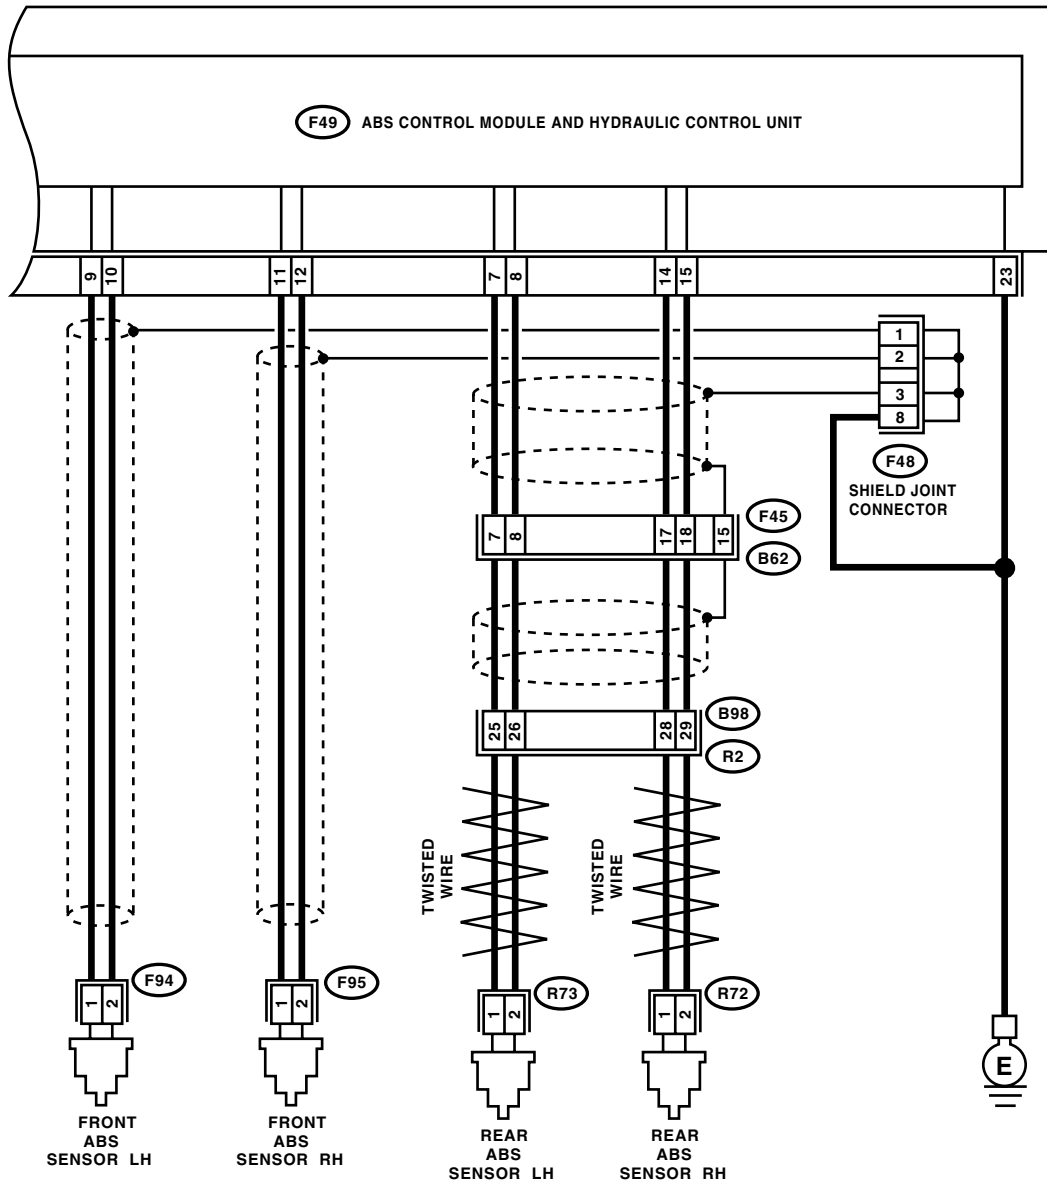 F49 ABS CONTROL MODULE AND HYDRAULIC CONTROL UNIT
9 10 11 12 7 8 14 15 23
1
2
3
8
F48
SHIELD JOINT
CONNECTOR
7 8 17 18 15
F45
B62
25 26 28 29
B98
R2
TWISTED
WIRE
TWISTED
WIRE
1 2
F94
1 2
F95
1 2
R73
1 2
R72
E
FRONT
ABS
SENSOR LH
FRONT
ABS
SENSOR RH
REAR
ABS
SENSOR LH
REAR
ABS
SENSOR RH